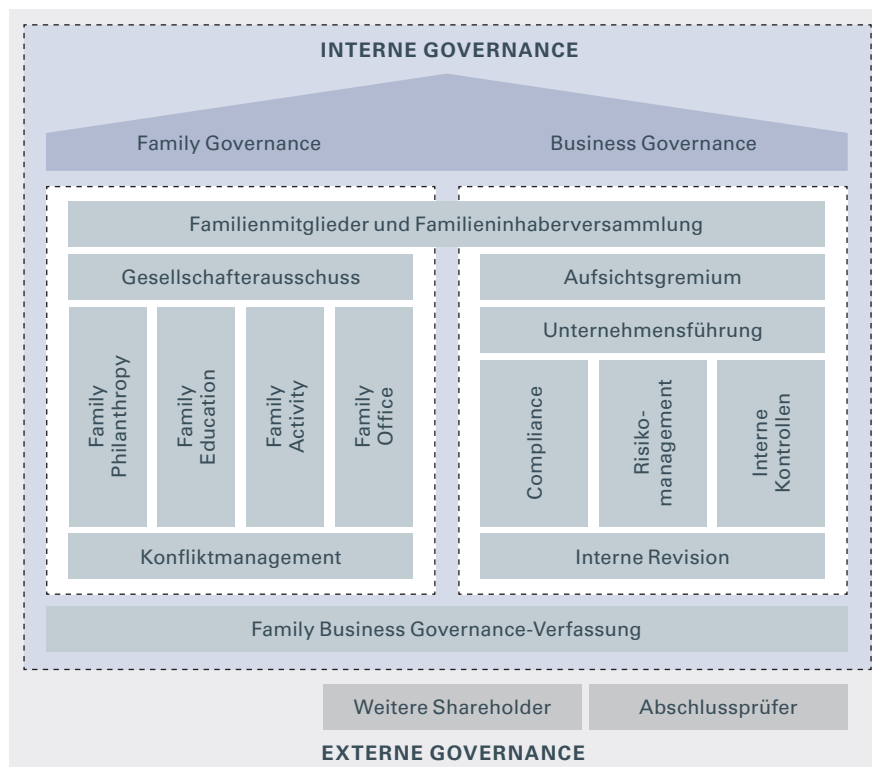 INTERNE GOVERNANCE
Family Governance
Business Governance
Familienmitglieder und Familieninhaberversammlung
Gesellschafterausschuss
Aufsichtsgremium
Unternehmensführung
Family
Philanthropy
Family
Education
Family
Activity
Family
Office
Compliance
Risiko-
management
Interne
Kontrollen
Konfliktmanagement
Interne Revision
Family Business Governance-Verfassung
Weitere Shareholder
Abschlussprüfer
EXTERNE GOVERNANCE